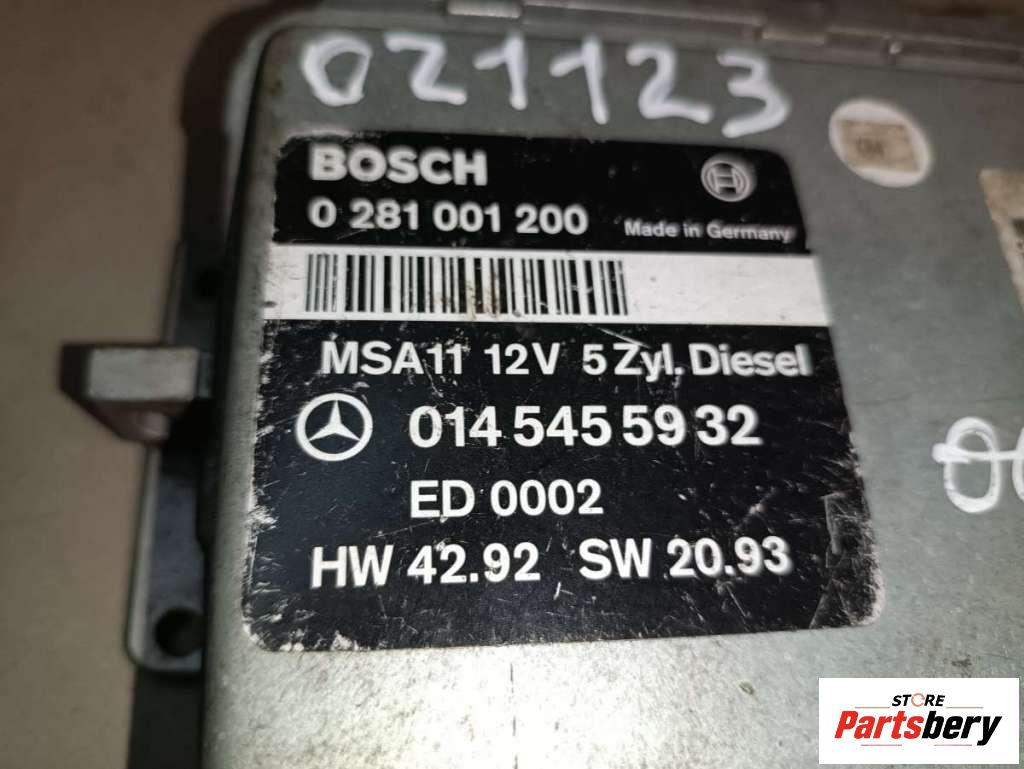 021123
BOSCH
0 281 001 200 Made in Germany
MSA11 12V 5 Zyl. Diesel
014 545 59 32
ED 0002
HW 42.92 SW 20.93
STORE
Partsbery